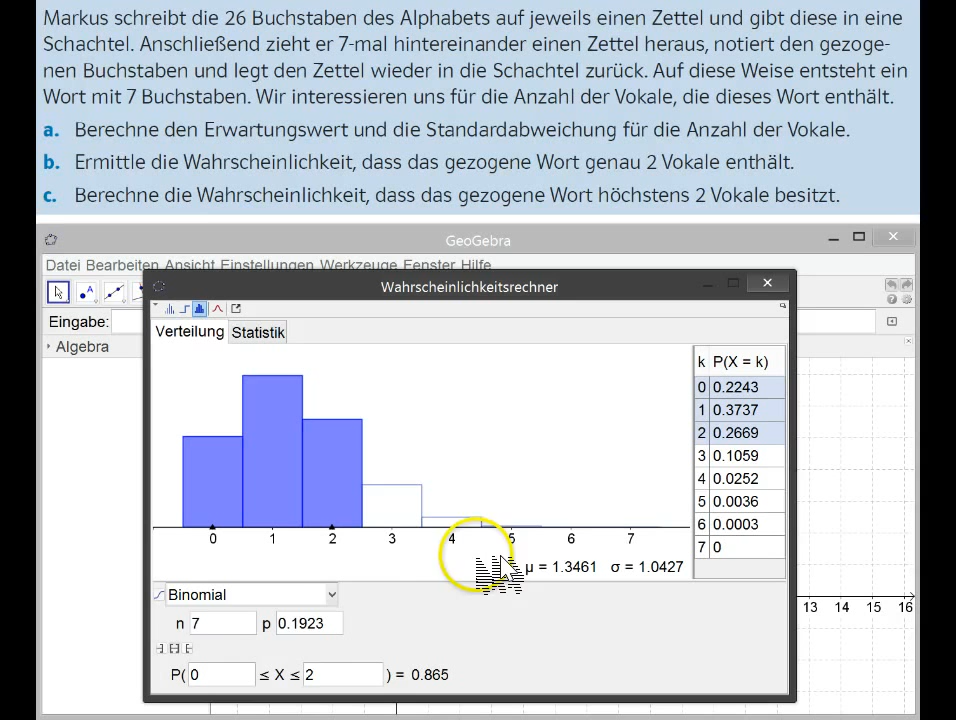 Markus schreibt die 26 Buchstaben des Alphabets auf jeweils einen Zettel und gibt diese in eine
Schachtel. Anschließend zieht er 7-mal hintereinander einen Zettel heraus, notiert den gezoge-
nen Buchstaben und legt den Zettel wieder in die Schachtel zurück. Auf diese Weise entsteht ein
Wort mit 7 Buchstaben. Wir interessieren uns für die Anzahl der Vokale, die dieses Wort enthält.
a. Berechne den Erwartungswert und die Standardabweichung für die Anzahl der Vokale.
b. Ermittle die Wahrscheinlichkeit, dass das gezogene Wort genau 2 Vokale enthält.
c. Berechne die Wahrscheinlichkeit, dass das gezogene Wort höchstens 2 Vokale besitzt.
GeoGebra
Datei Bearbeiten Ansicht Einstellungen Werkzeuge Fenster Hilfe
Wahrscheinlichkeitsrechner
Eingabe:
Algebra
Verteilung Statistik
k P(X = k)
0 0.2243
1 0.3737
2 0.2669
3 0.1059
4 0.0252
5 0.0036
6 0.0003
7 0
0 1 2 3 4 5 6 7
μ = 1.3461 σ = 1.0427
Binomial
n 7 p 0.1923
P( 0 ≤ X ≤ 2 ) = 0.865
13 14 15 16